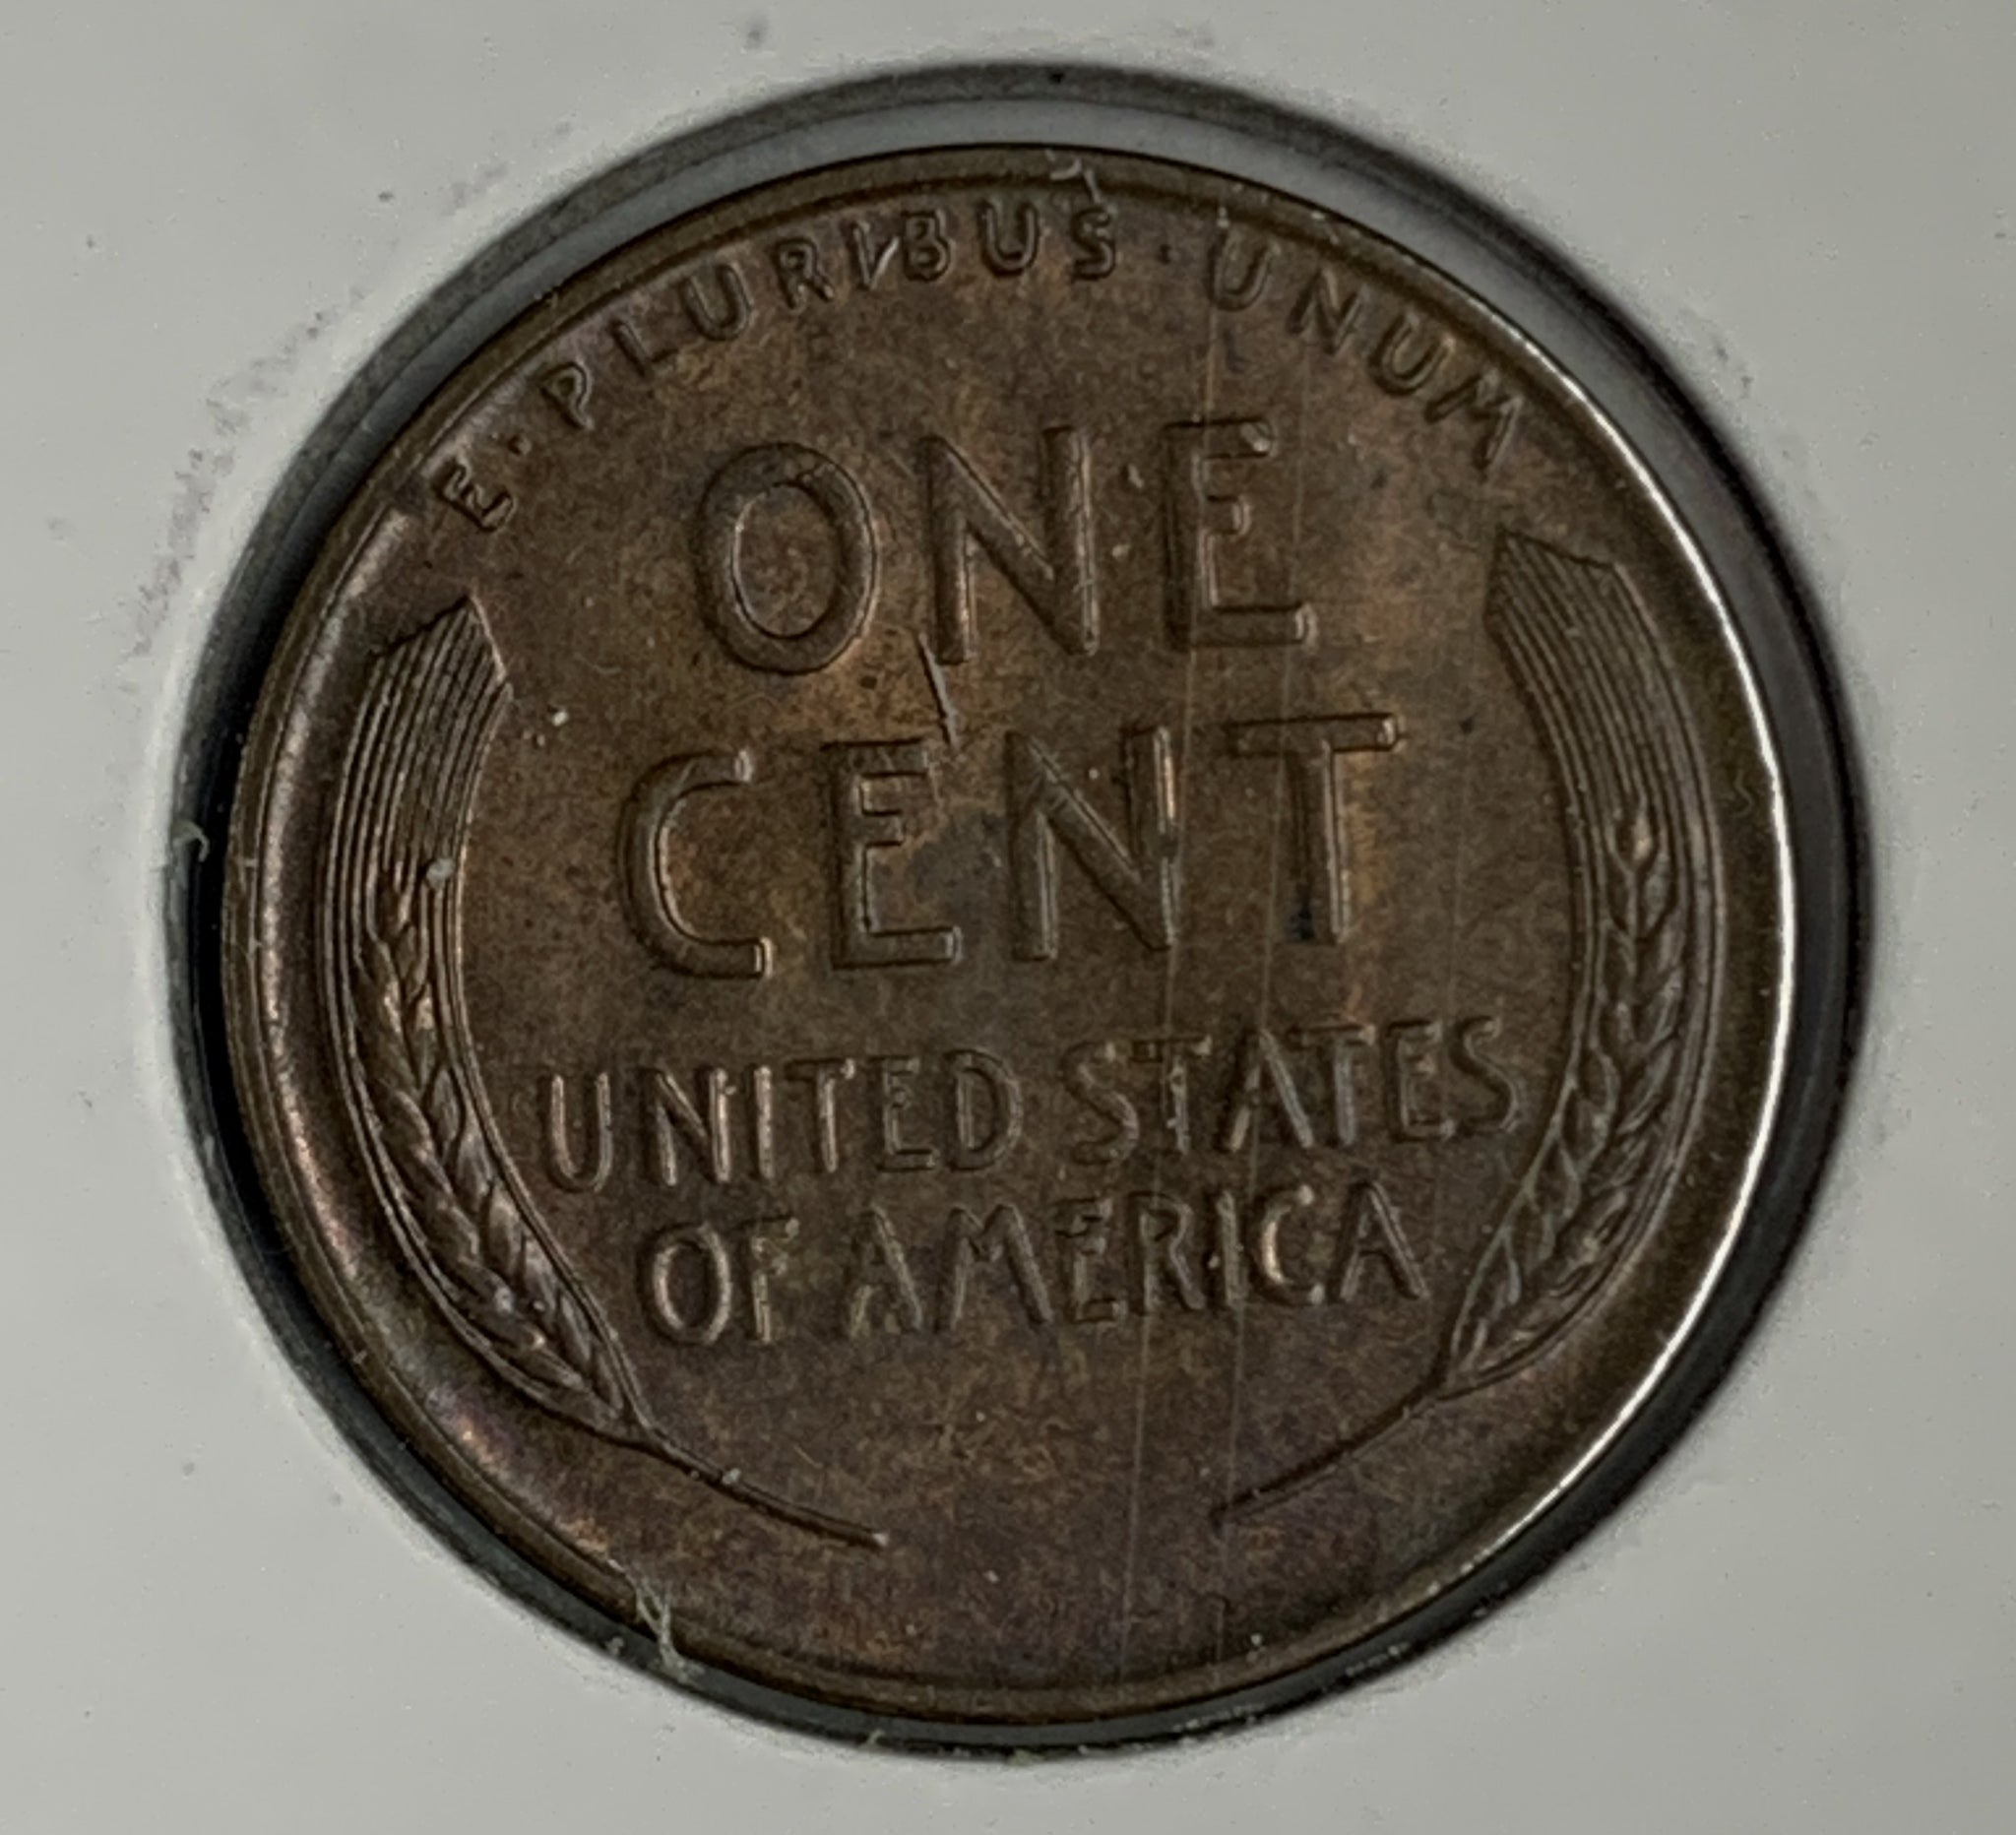 E·PLURIBUS·UNUM
ONE
CENT
UNITED STATES
OF AMERICA